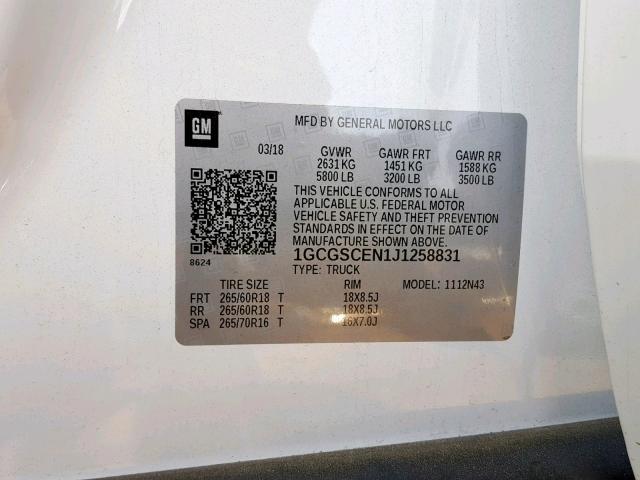 GM
MFD BY GENERAL MOTORS LLC
03/18 GVWR GAWR FRT GAWR RR
2631 KG 1451 KG 1588 KG
5800 LB 3200 LB 3500 LB
THIS VEHICLE CONFORMS TO ALL
APPLICABLE U.S. FEDERAL MOTOR
VEHICLE SAFETY AND THEFT PREVENTION
STANDARDS IN EFFECT ON THE DATE OF
MANUFACTURE SHOWN ABOVE.
8624 1GCGSCEN1J1258831
TYPE: TRUCK MODEL: 1112N43
TIRE SIZE RIM
FRT 265/60R18 T 18X8.5J
RR 265/60R18 T 18X8.5J
SPA 265/70R16 T 16X7.0J